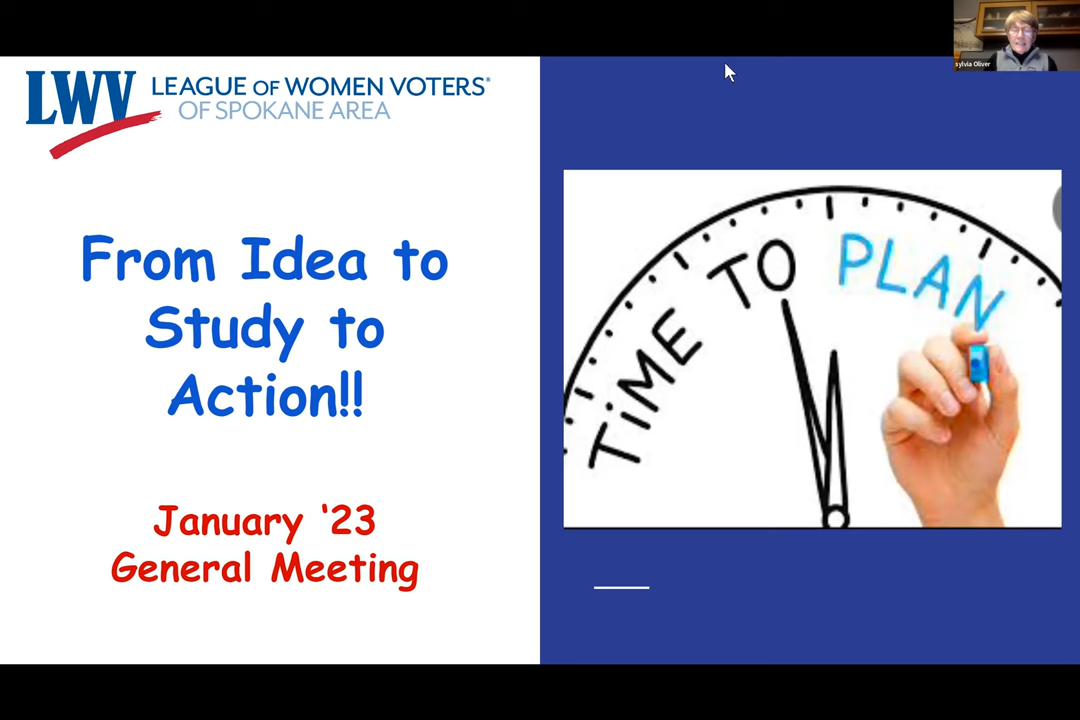 LWV LEAGUE OF WOMEN VOTERS®
OF SPOKANE AREA
From Idea to
Study to
Action!!
January ‘23
General Meeting
TiME TO PLAN
sylvia Oliver